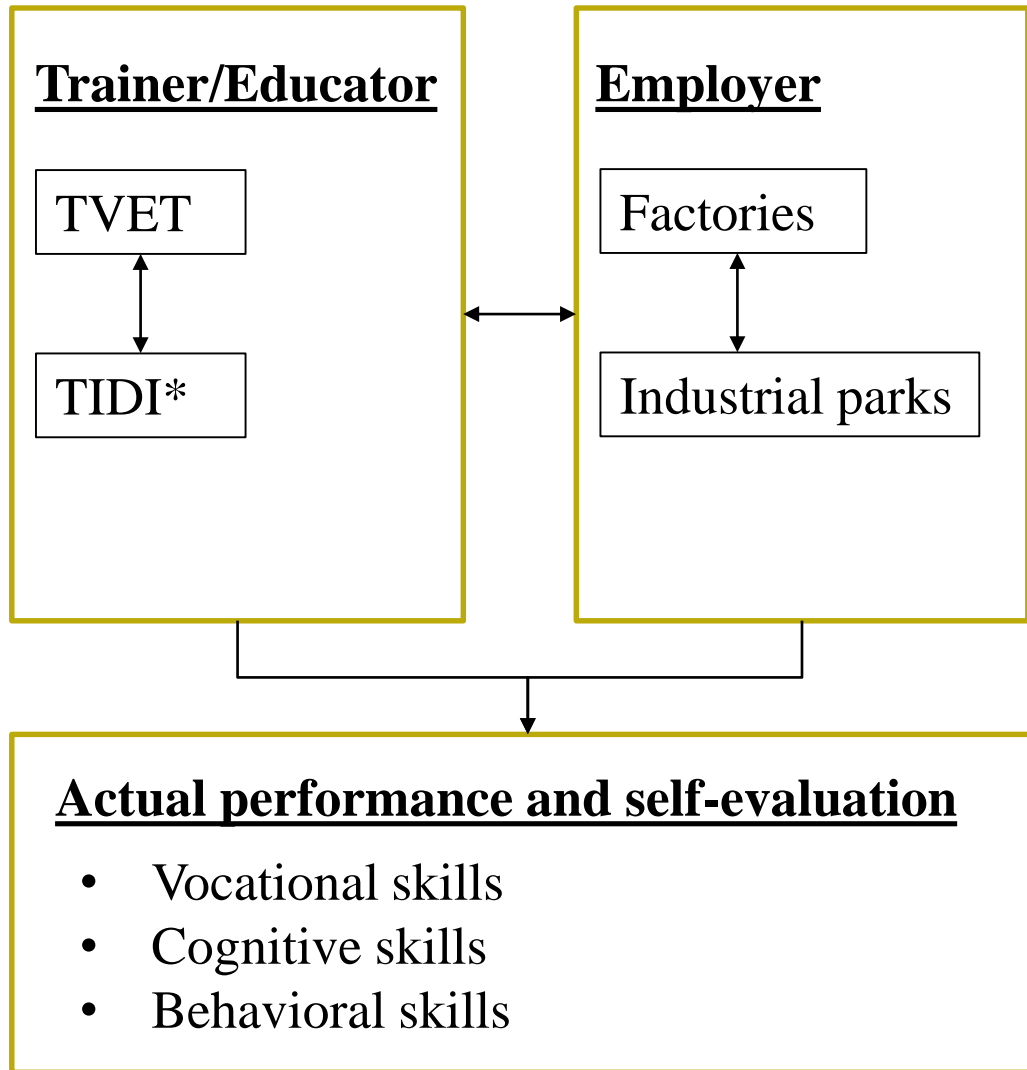 Trainer/Educator
TVET
TIDI*
Employer
Factories
Industrial parks
Actual performance and self-evaluation
• Vocational skills
• Cognitive skills
• Behavioral skills